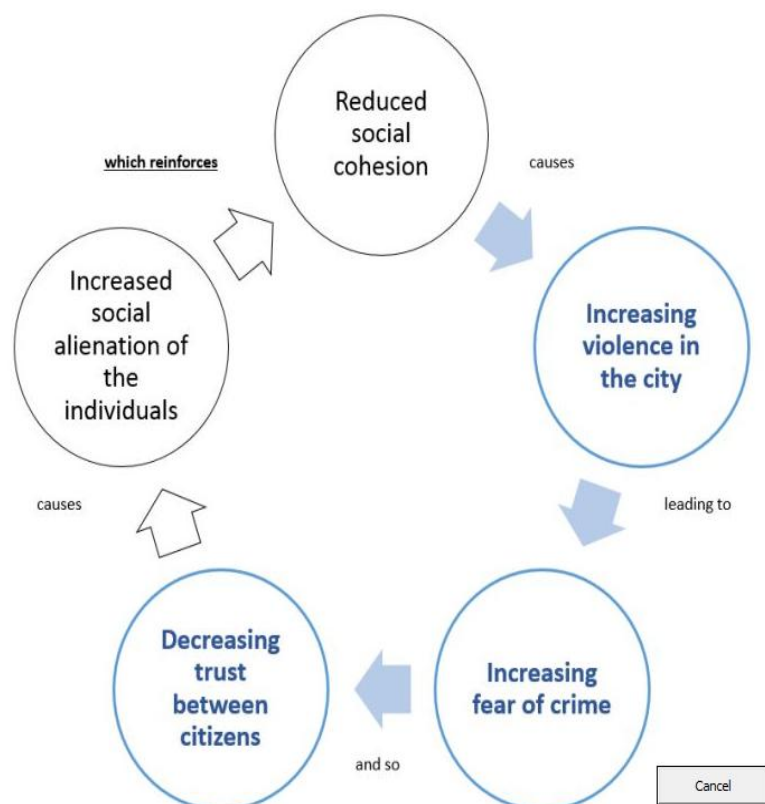 Reduced
social
cohesion
causes
Increasing
violence in
the city
leading to
Increasing
fear of crime
and so
Decreasing
trust
between
citizens
causes
Increased
social
alienation of
the
individuals
which reinforces
Cancel